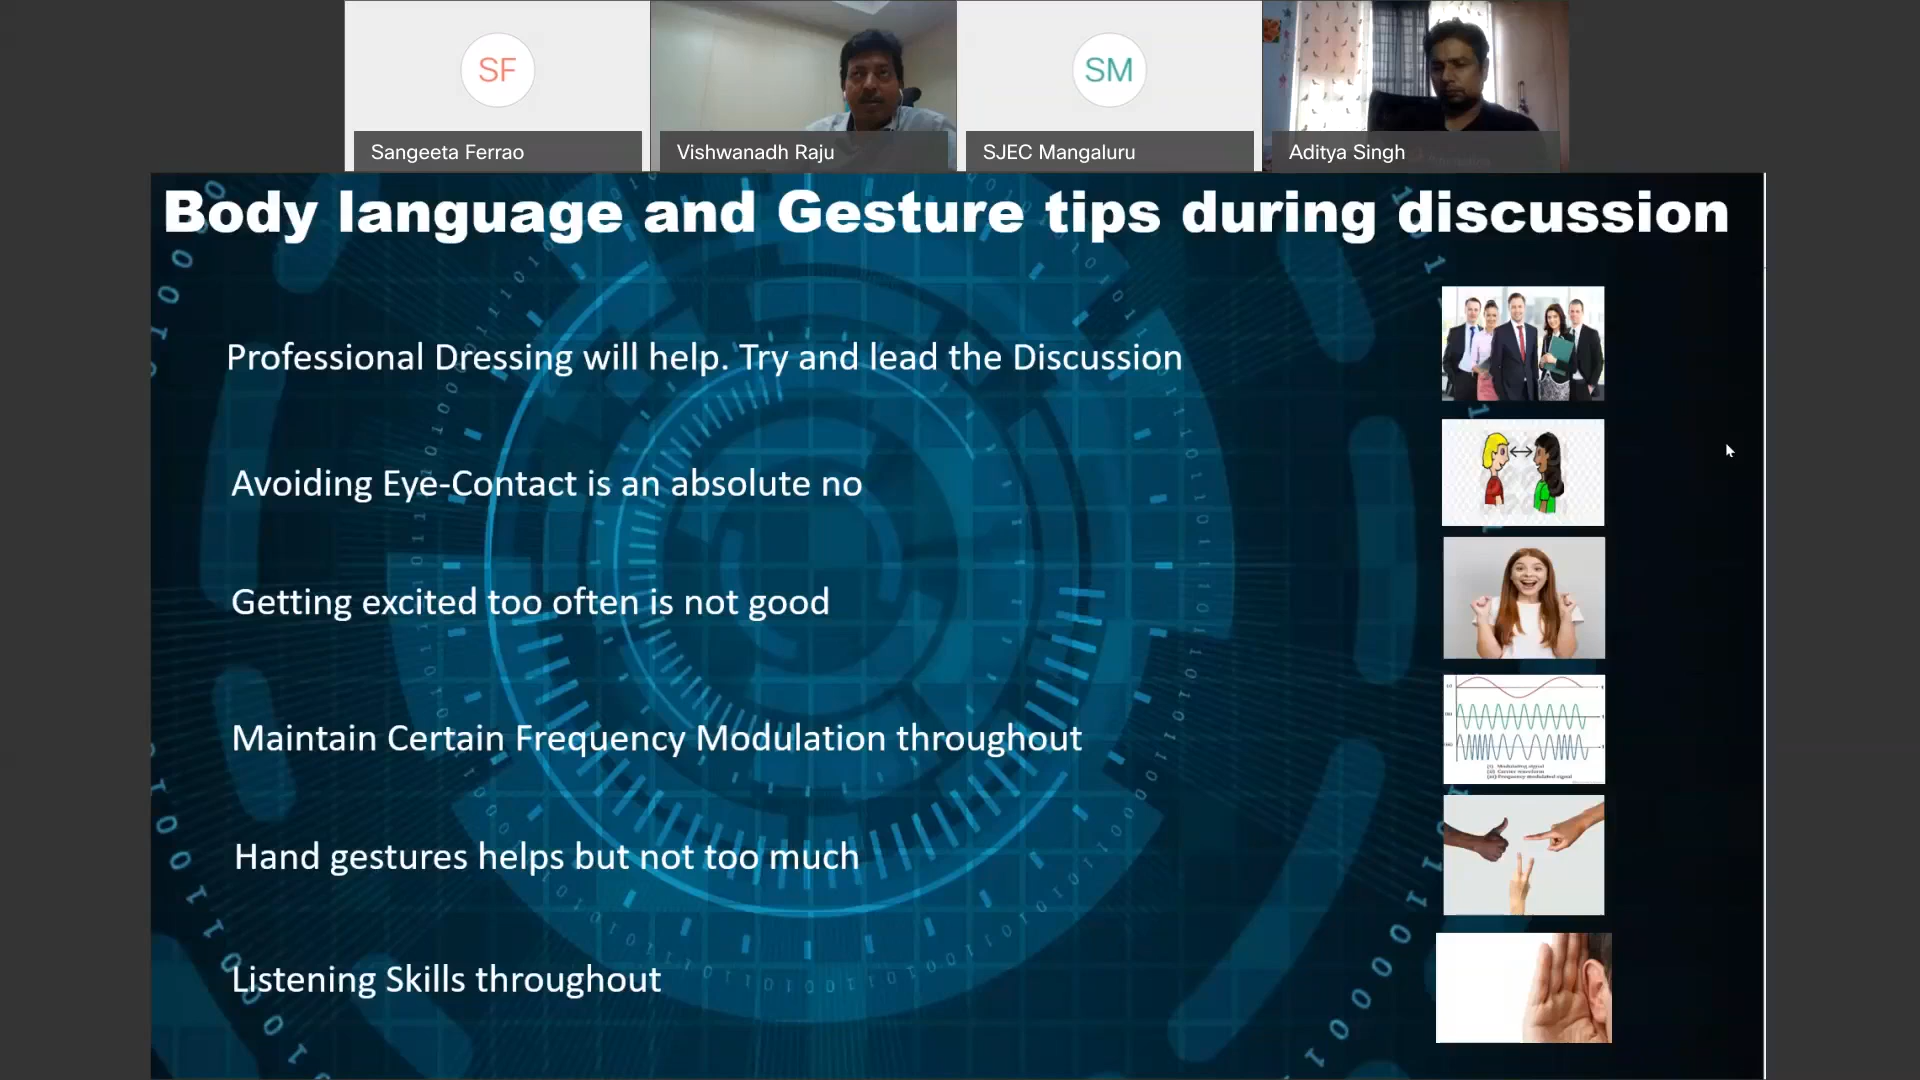 SF
SM
Sangeeta Ferrao
Vishwanadh Raju
SJEC Mangaluru
Aditya Singh
Body language and Gesture tips during discussion
Professional Dressing will help. Try and lead the Discussion
Avoiding Eye-Contact is an absolute no
Getting excited too often is not good
Maintain Certain Frequency Modulation throughout
Hand gestures helps but not too much
Listening Skills throughout